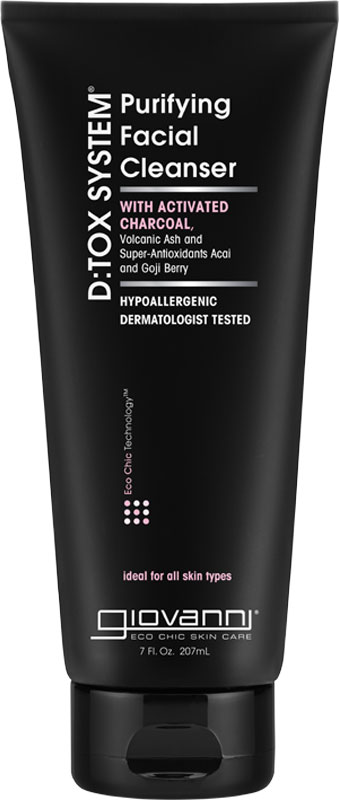 D:TOX SYSTEM®
Purifying
Facial
Cleanser
WITH ACTIVATED
CHARCOAL,
Volcanic Ash and
Super-Antioxidants Acai
and Goji Berry
HYPOALLERGENIC
DERMATOLOGIST TESTED
Eco Chic Technology™
ideal for all skin types
giovanni®
ECO CHIC SKIN CARE
7 Fl. Oz. 207mL